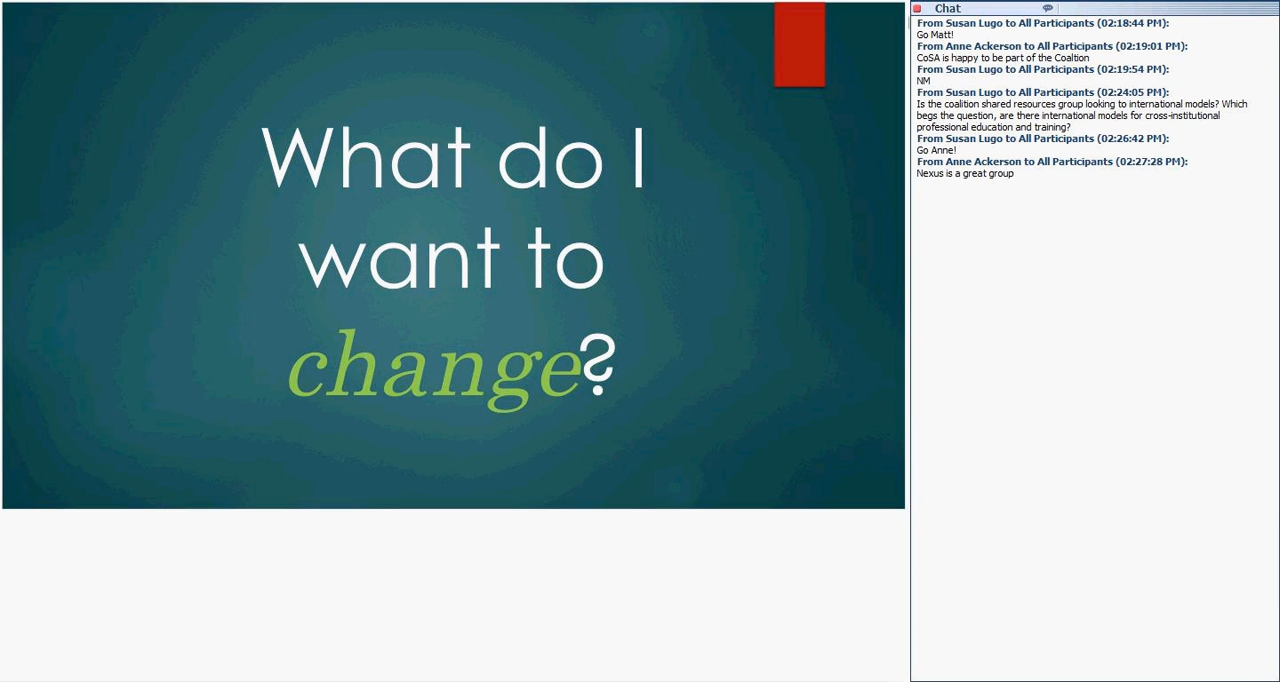 What do I
want to
change?
Chat
From Susan Lugo to All Participants (02:18:44 PM):
Go Matt!
From Anne Ackerson to All Participants (02:19:01 PM):
CoSA is happy to be part of the Coalition
From Susan Lugo to All Participants (02:19:54 PM):
NM
From Susan Lugo to All Participants (02:24:05 PM):
Is the coalition shared resources group looking to international models? Which
begs the question, are there international models for cross-institutional
professional education and training?
From Susan Lugo to All Participants (02:26:42 PM):
Go Anne!
From Anne Ackerson to All Participants (02:27:28 PM):
Nexus is a great group